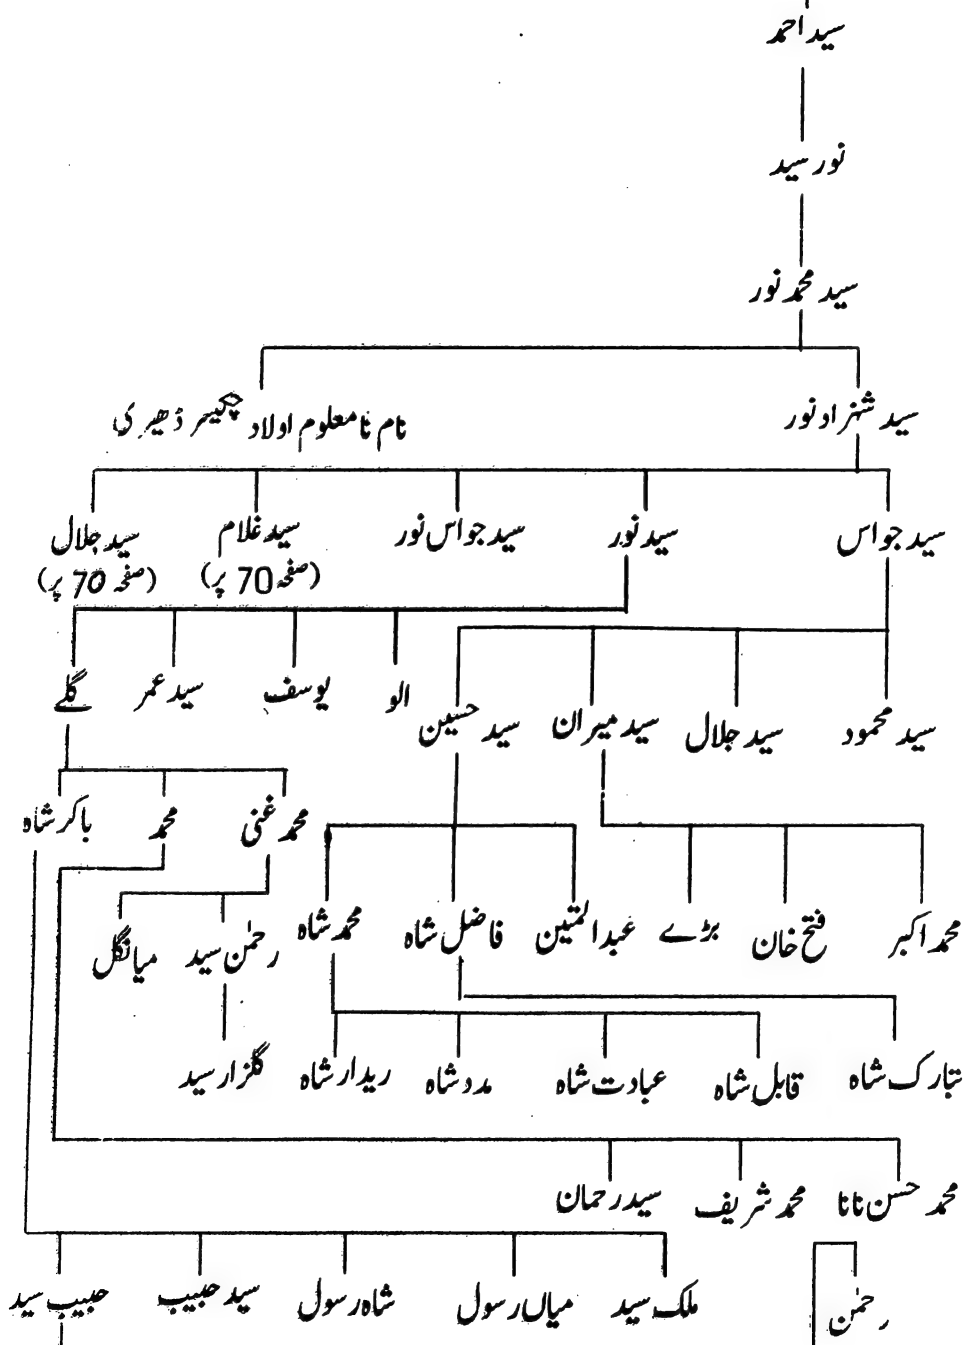 سید احمد
نور سید
سید محمد نور
سید شہزاد نور
نام نا معلوم اولاد چکیسر ڈھیری
سید جواس
سید نور
سید جواس نور
سید غلام
(صفحہ 70 پر)
سید جلال
(صفحہ 70 پر)
سید محمود
سید جلال
سید میران
سید حسین
الو
یوسف
سید عمر
گلے
محمد غنی
محمد
باکر شاہ
محمد اکبر
فتح خان
بڑے
عبدالمتین
فاضل شاہ
محمد شاہ
رحمٰن سید
میانگل
تبارک شاہ
قابل شاہ
عبادت شاہ
مدد شاہ
ریدار شاہ
گلزار سید
محمد حسن نانا
محمد شریف
سید رحمان
رحمٰن
ملک سید
میاں رسول
شاہ رسول
سید حبیب
حبیب سید